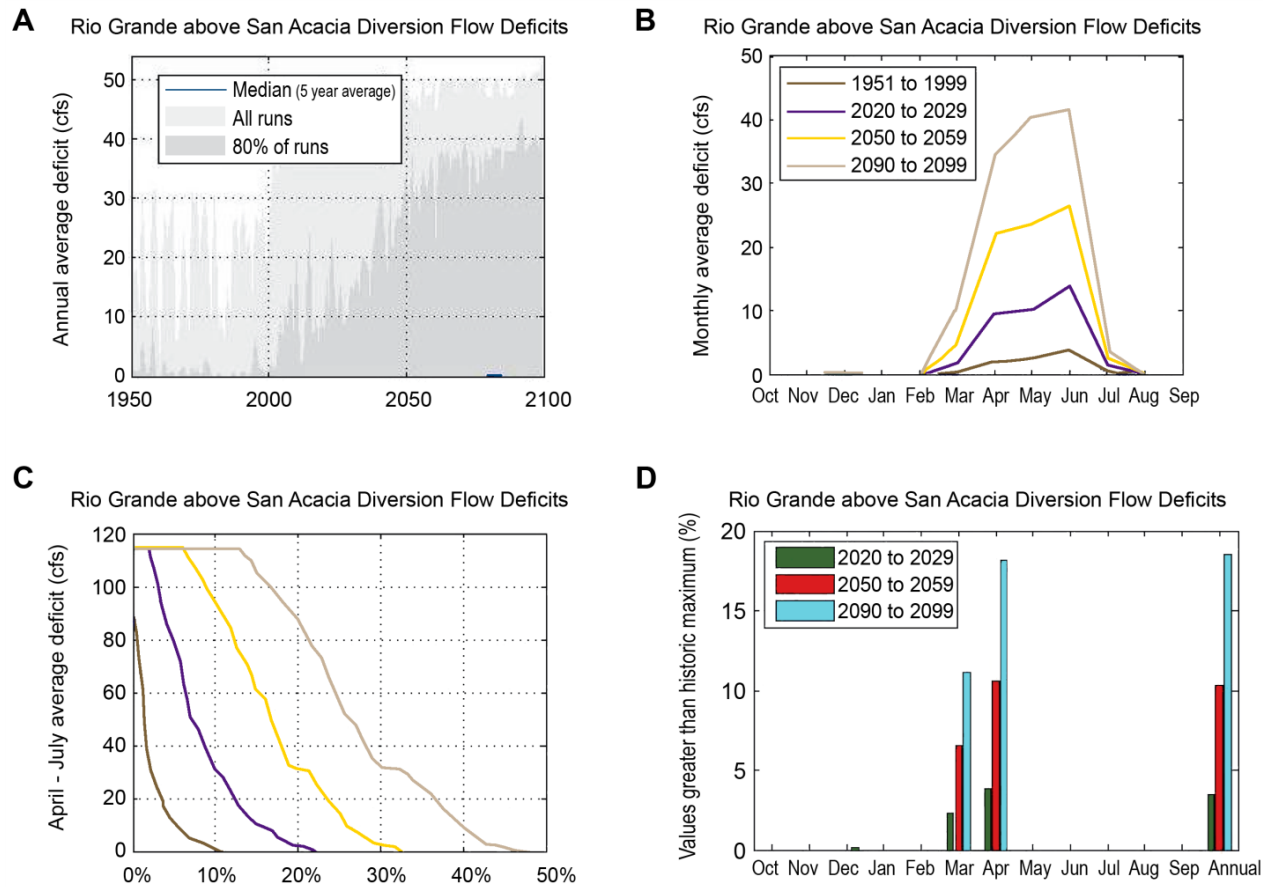 A
Rio Grande above San Acacia Diversion Flow Deficits
Annual average deficit (cfs)
50
40
30
20
10
0
Median (5 year average)
All runs
80% of runs
1950
2000
2050
2100
B
Rio Grande above San Acacia Diversion Flow Deficits
Monthly average deficit (cfs)
50
40
30
20
10
0
1951 to 1999
2020 to 2029
2050 to 2059
2090 to 2099
Oct Nov Dec Jan Feb Mar Apr May Jun Jul Aug Sep
C
Rio Grande above San Acacia Diversion Flow Deficits
April - July average deficit (cfs)
120
100
80
60
40
20
0
0% 10% 20% 30% 40% 50%
D
Rio Grande above San Acacia Diversion Flow Deficits
Values greater than historic maximum (%)
20
15
10
5
0
2020 to 2029
2050 to 2059
2090 to 2099
Oct Nov Dec Jan Feb Mar Apr May Jun Jul Aug Sep Annual